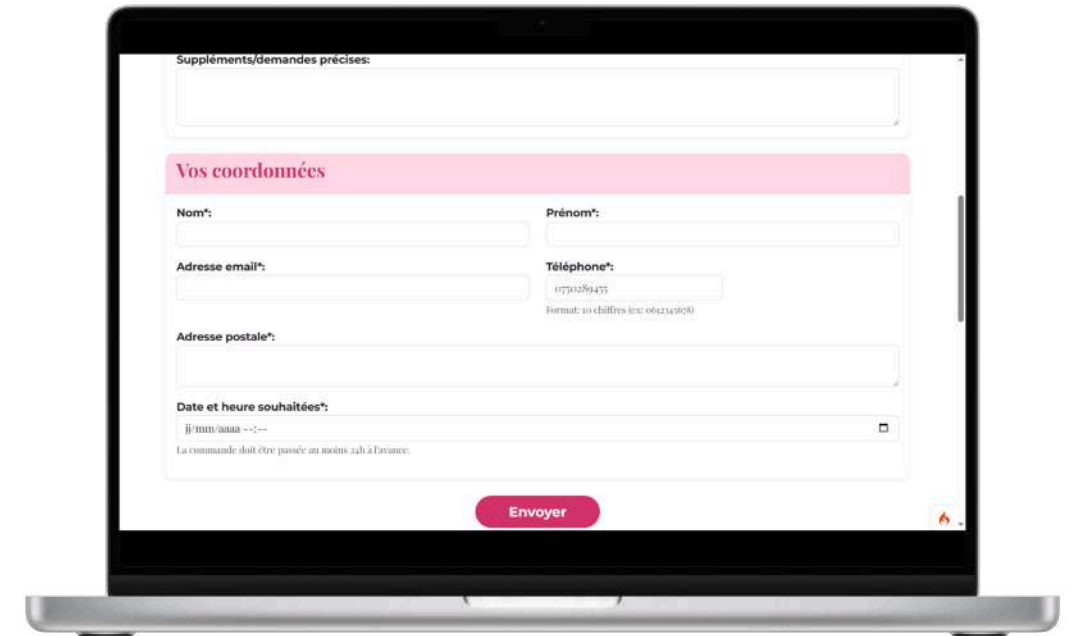 Suppléments/demandes précises:
Vos coordonnées
Nom*: Prénom*:
Adresse email*: Téléphone*:
0750289455
Format: 10 chiffres (ex: 0612345678)
Adresse postale*:
Date et heure souhaitées*:
jj/mm/aaaa --:--
La commande doit être passée au moins 24h à l'avance.
Envoyer